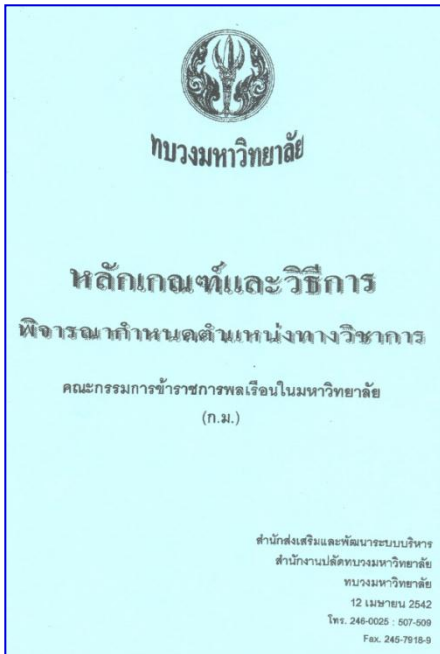 ทบวงมหาวิทยาลัย
หลักเกณฑ์และวิธีการ
พิจารณากำหนดตำแหน่งทางวิชาการ
คณะกรรมการข้าราชการพลเรือนในมหาวิทยาลัย
(ก.ม.)
สำนักส่งเสริมและพัฒนาระบบบริหาร
สำนักงานปลัดทบวงมหาวิทยาลัย
ทบวงมหาวิทยาลัย
12 เมษายน 2542
โทร. 246-0025 : 507-509
Fax. 245-7918-9